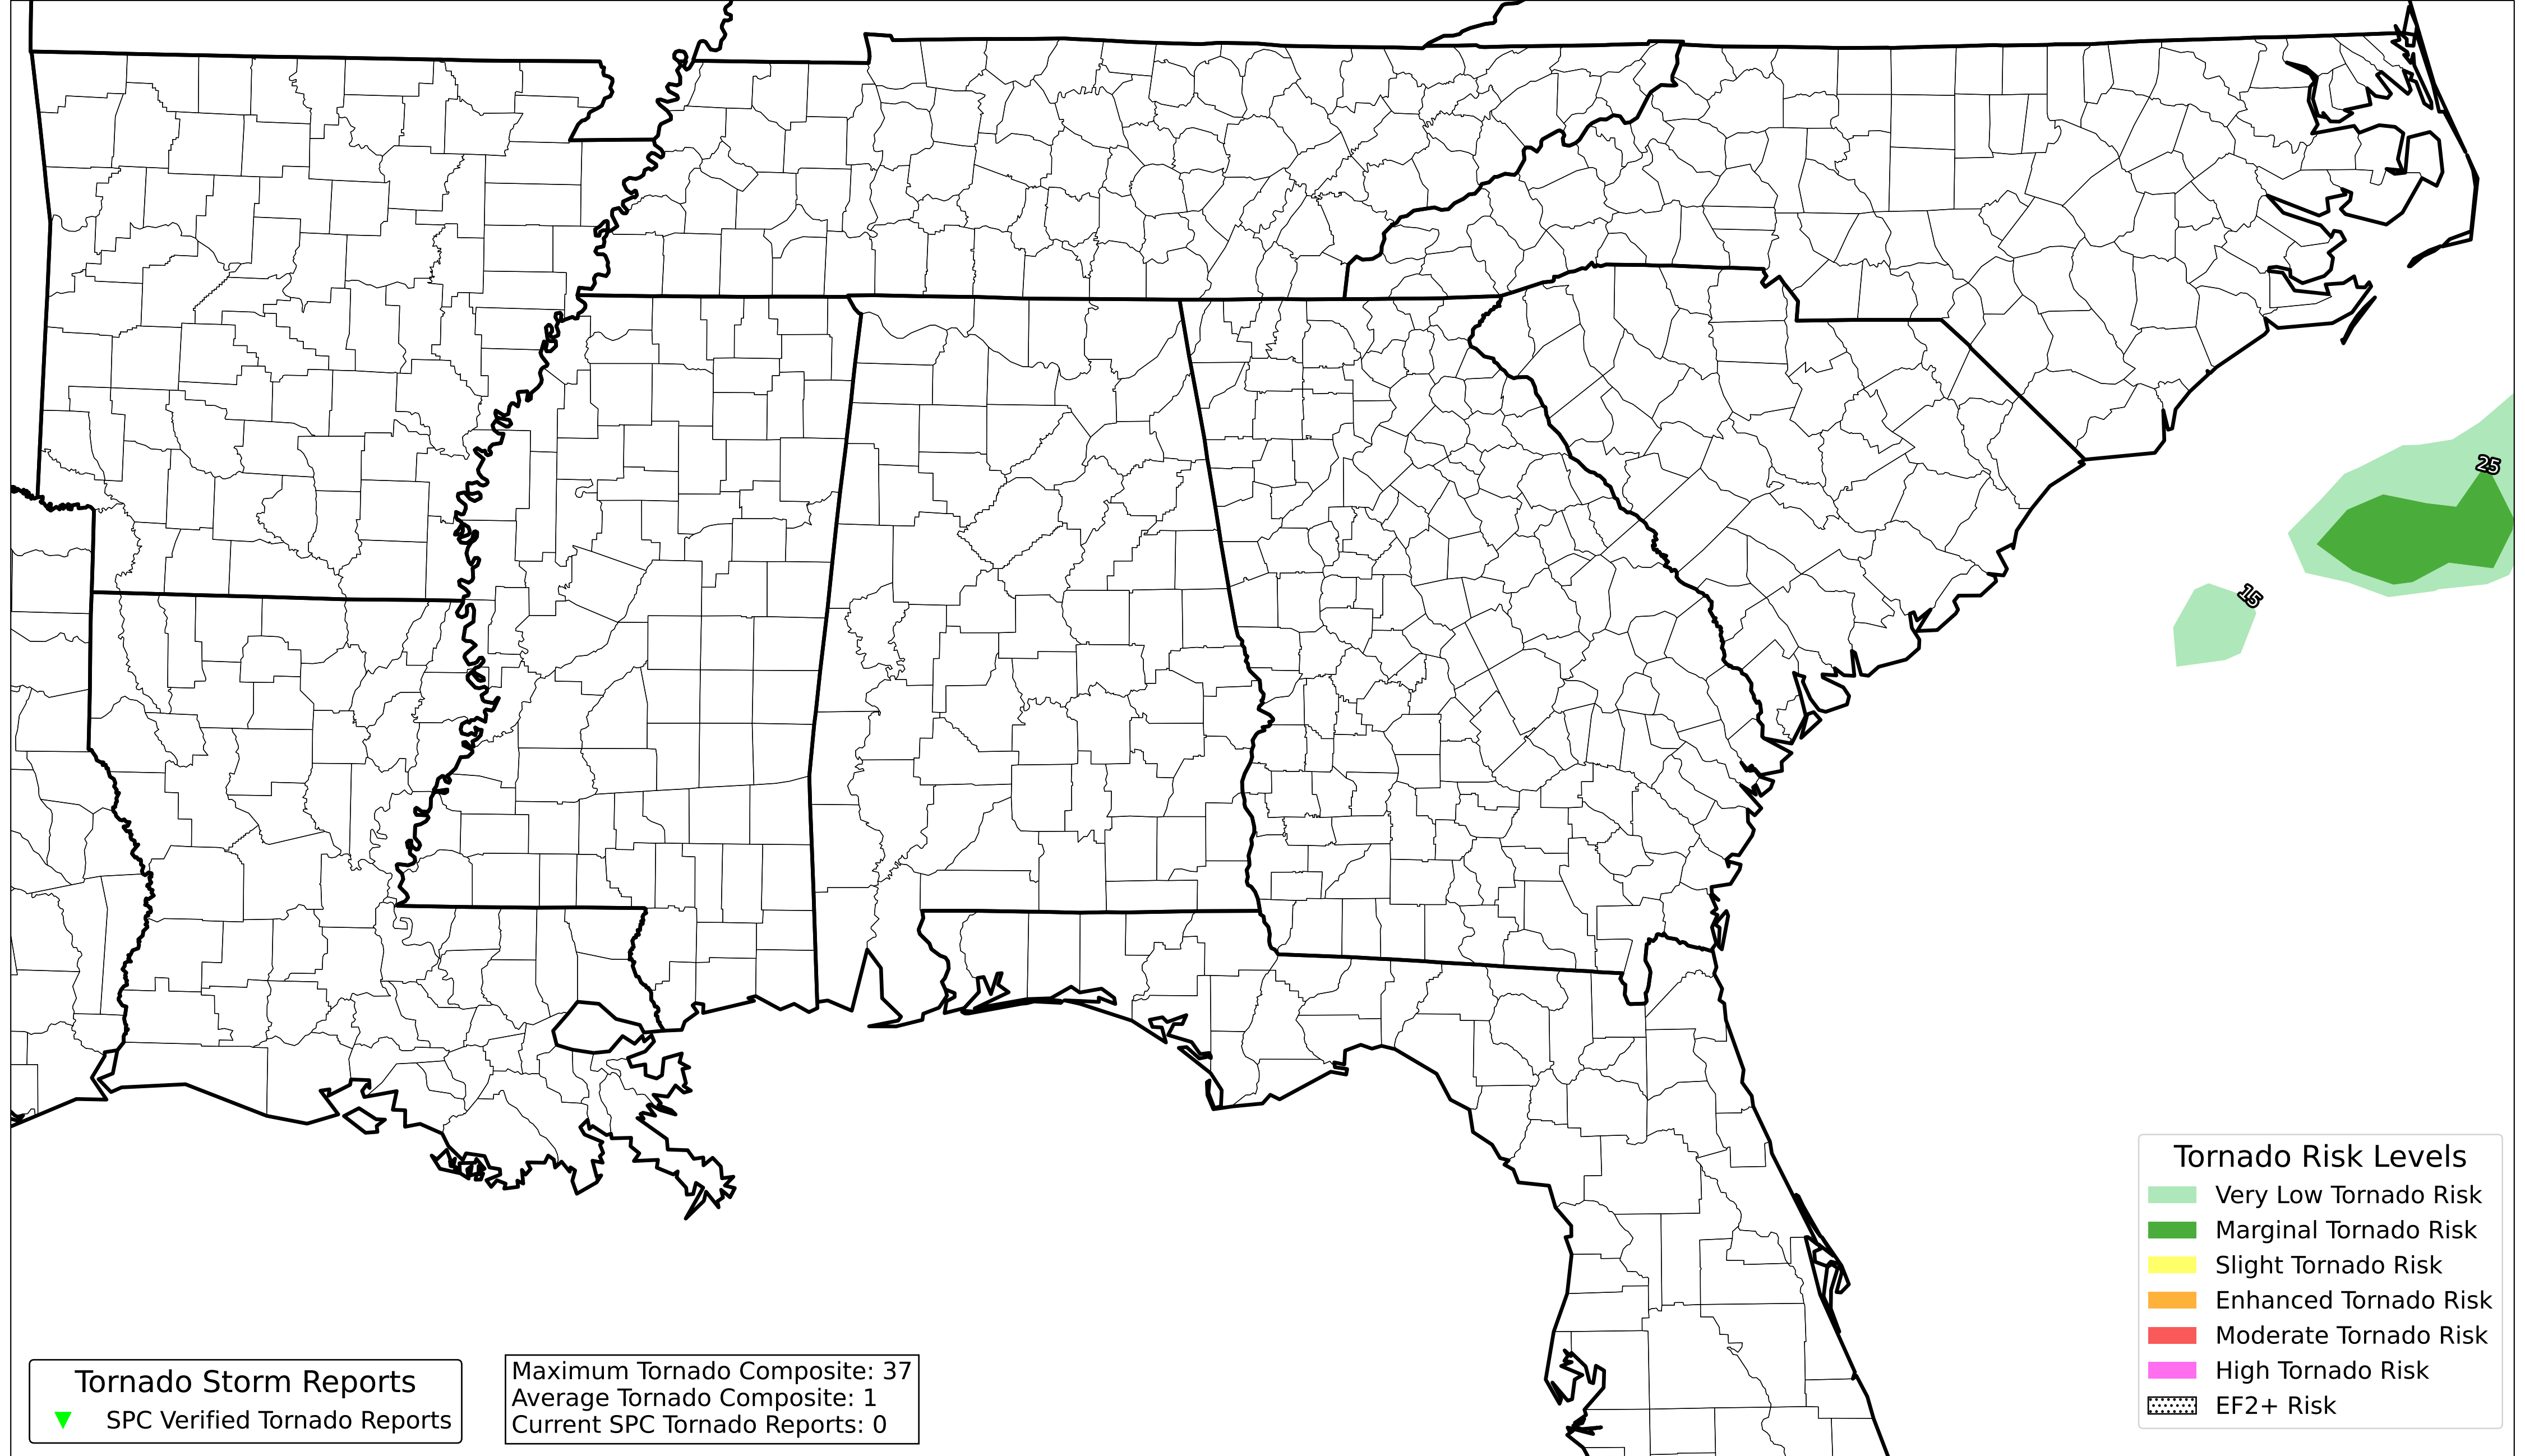 25
15
Tornado Risk Levels
Very Low Tornado Risk
Marginal Tornado Risk
Slight Tornado Risk
Enhanced Tornado Risk
Moderate Tornado Risk
High Tornado Risk
EF2+ Risk
Tornado Storm Reports
SPC Verified Tornado Reports
Maximum Tornado Composite: 37
Average Tornado Composite: 1
Current SPC Tornado Reports: 0